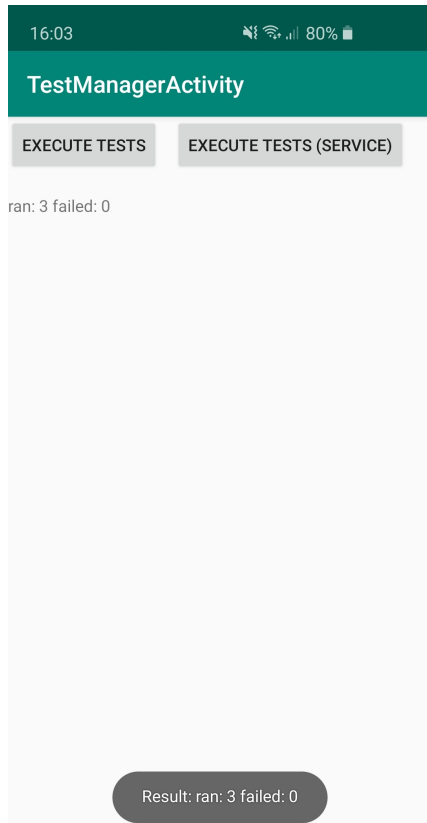 16:03 80%
TestManagerActivity
EXECUTE TESTS EXECUTE TESTS (SERVICE)
ran: 3 failed: 0
Result: ran: 3 failed: 0